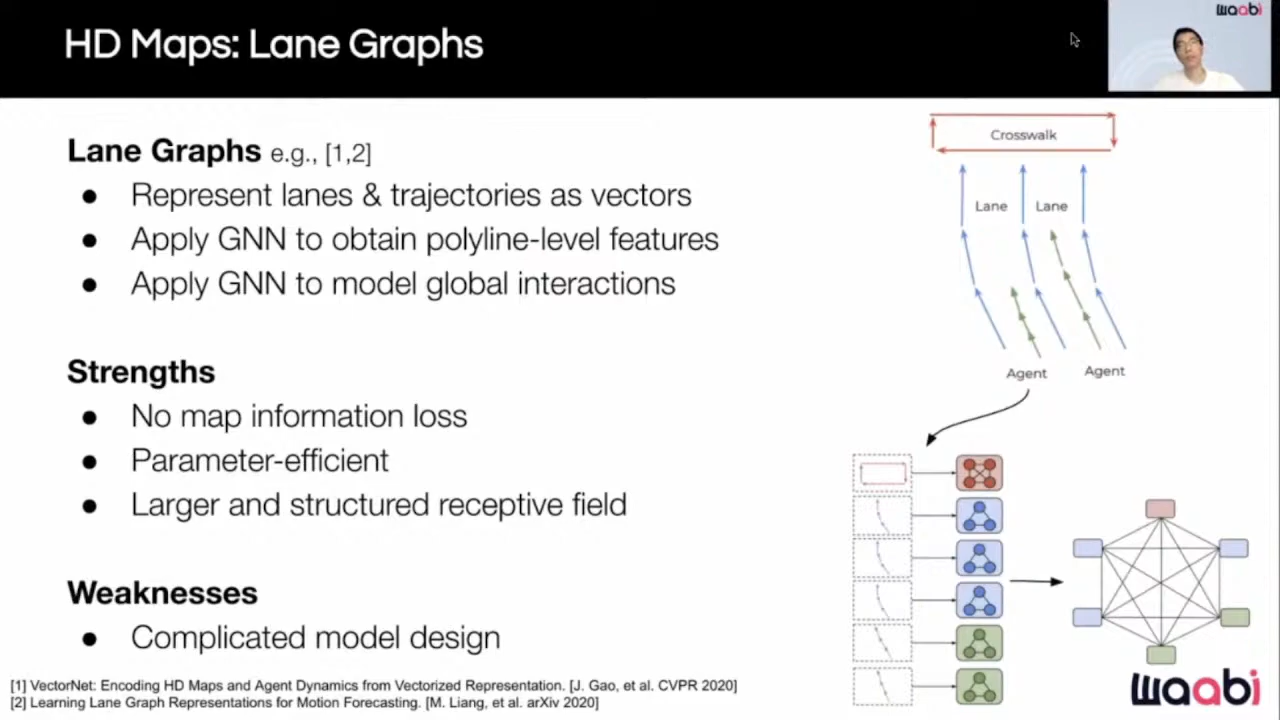 HD Maps: Lane Graphs
waabi
Lane Graphs e.g., [1,2]
● Represent lanes & trajectories as vectors
● Apply GNN to obtain polyline-level features
● Apply GNN to model global interactions
Strengths
● No map information loss
● Parameter-efficient
● Larger and structured receptive field
Weaknesses
● Complicated model design
Crosswalk
Lane Lane
Agent Agent
[1] VectorNet: Encoding HD Maps and Agent Dynamics from Vectorized Representation. [J. Gao, et al. CVPR 2020]
[2] Learning Lane Graph Representations for Motion Forecasting. [M. Liang, et al. arXiv 2020]
waabi